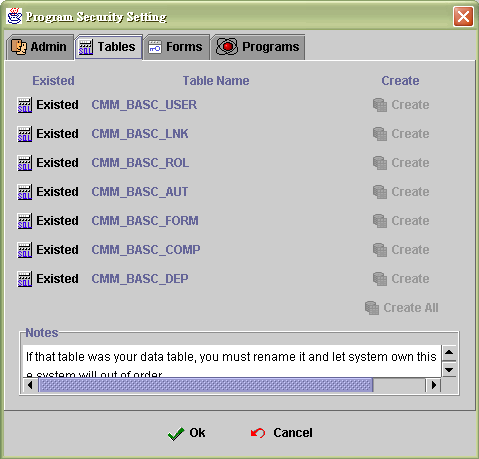 Program Security Setting
Admin Tables Forms Programs
Existed Table Name Create
Existed CMM_BASC_USER Create
Existed CMM_BASC_LNK Create
Existed CMM_BASC_ROL Create
Existed CMM_BASC_AUT Create
Existed CMM_BASC_FORM Create
Existed CMM_BASC_COMP Create
Existed CMM_BASC_DEP Create
Create All
Notes
If that table was your data table, you must rename it and let system own this
e system will out of order
Ok Cancel